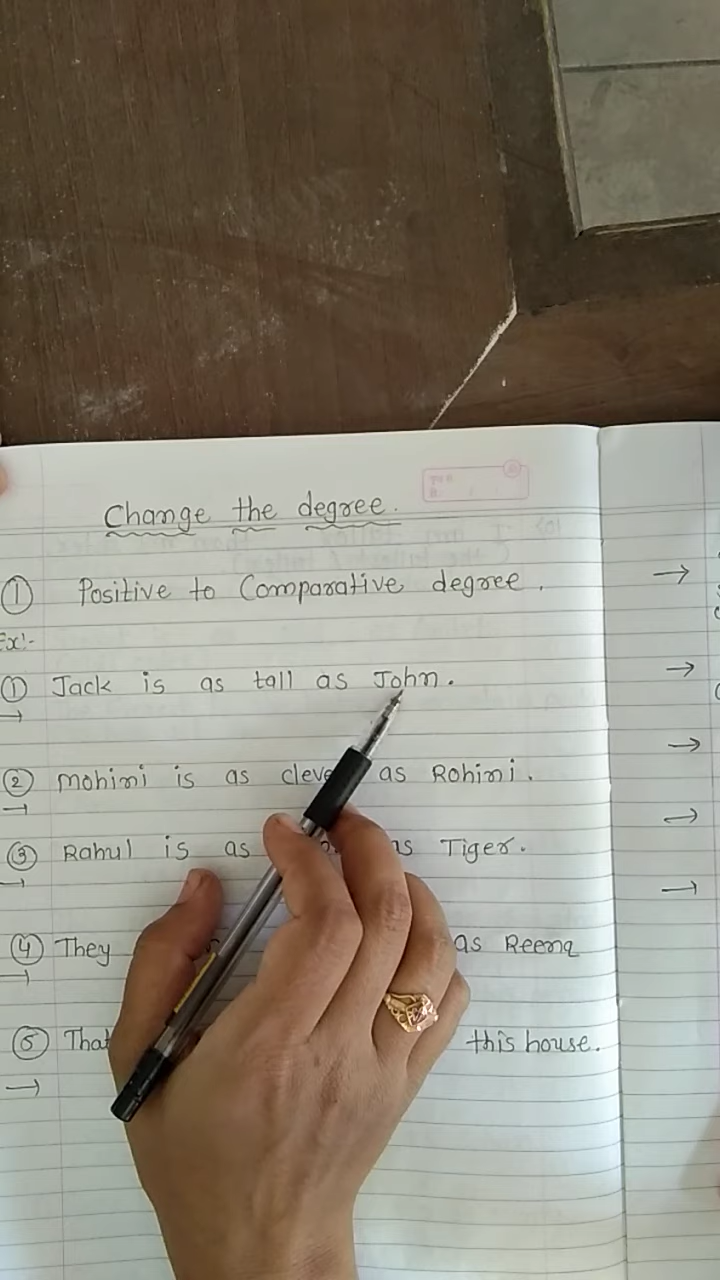 Change the degree.
① Positive to Comparative degree.
Ex:-
① Jack is as tall as John.
→
② Mohini is as as Rohini.
→
③ Rahul is as as Tiger.
→
④ They as Reena
→
⑤ That this house.
→